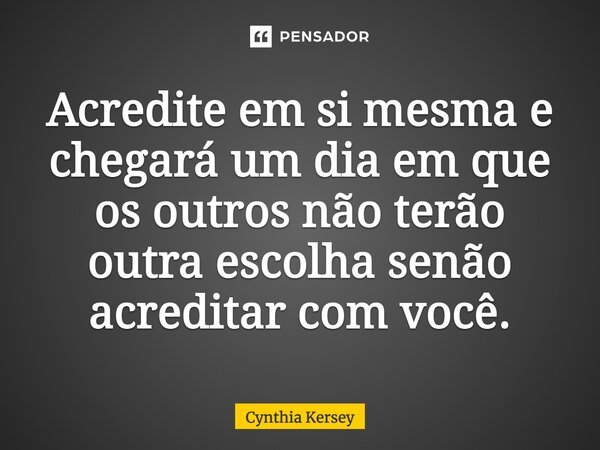 PENSADOR
Acredite em si mesma e
chegará um dia em que
os outros não terão
outra escolha senão
acreditar com você.
Cynthia Kersey